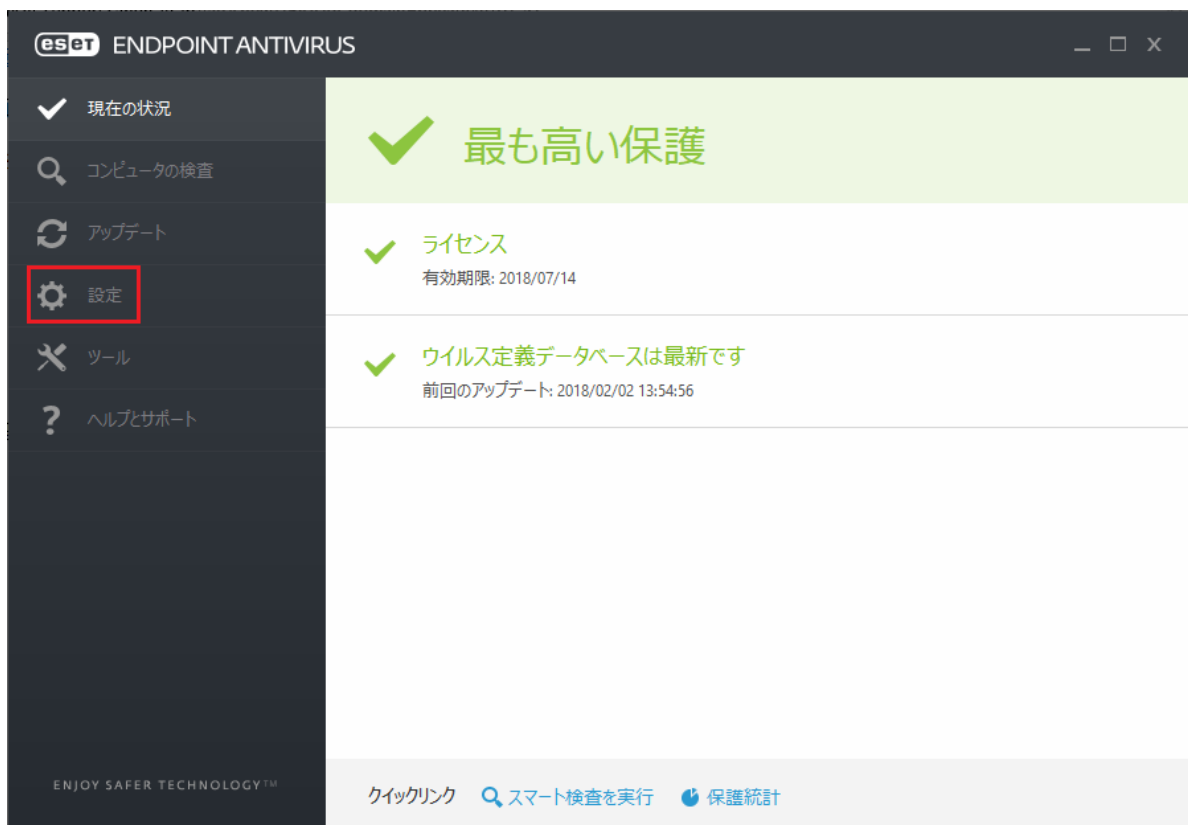 eset ENDPOINT ANTIVIRUS
現在の状況
コンピュータの検査
アップデート
設定
ツール
ヘルプとサポート
ENJOY SAFER TECHNOLOGY™
最も高い保護
ライセンス
有効期限: 2018/07/14
ウイルス定義データベースは最新です
前回のアップデート: 2018/02/02 13:54:56
クイックリンク スマート検査を実行 保護統計